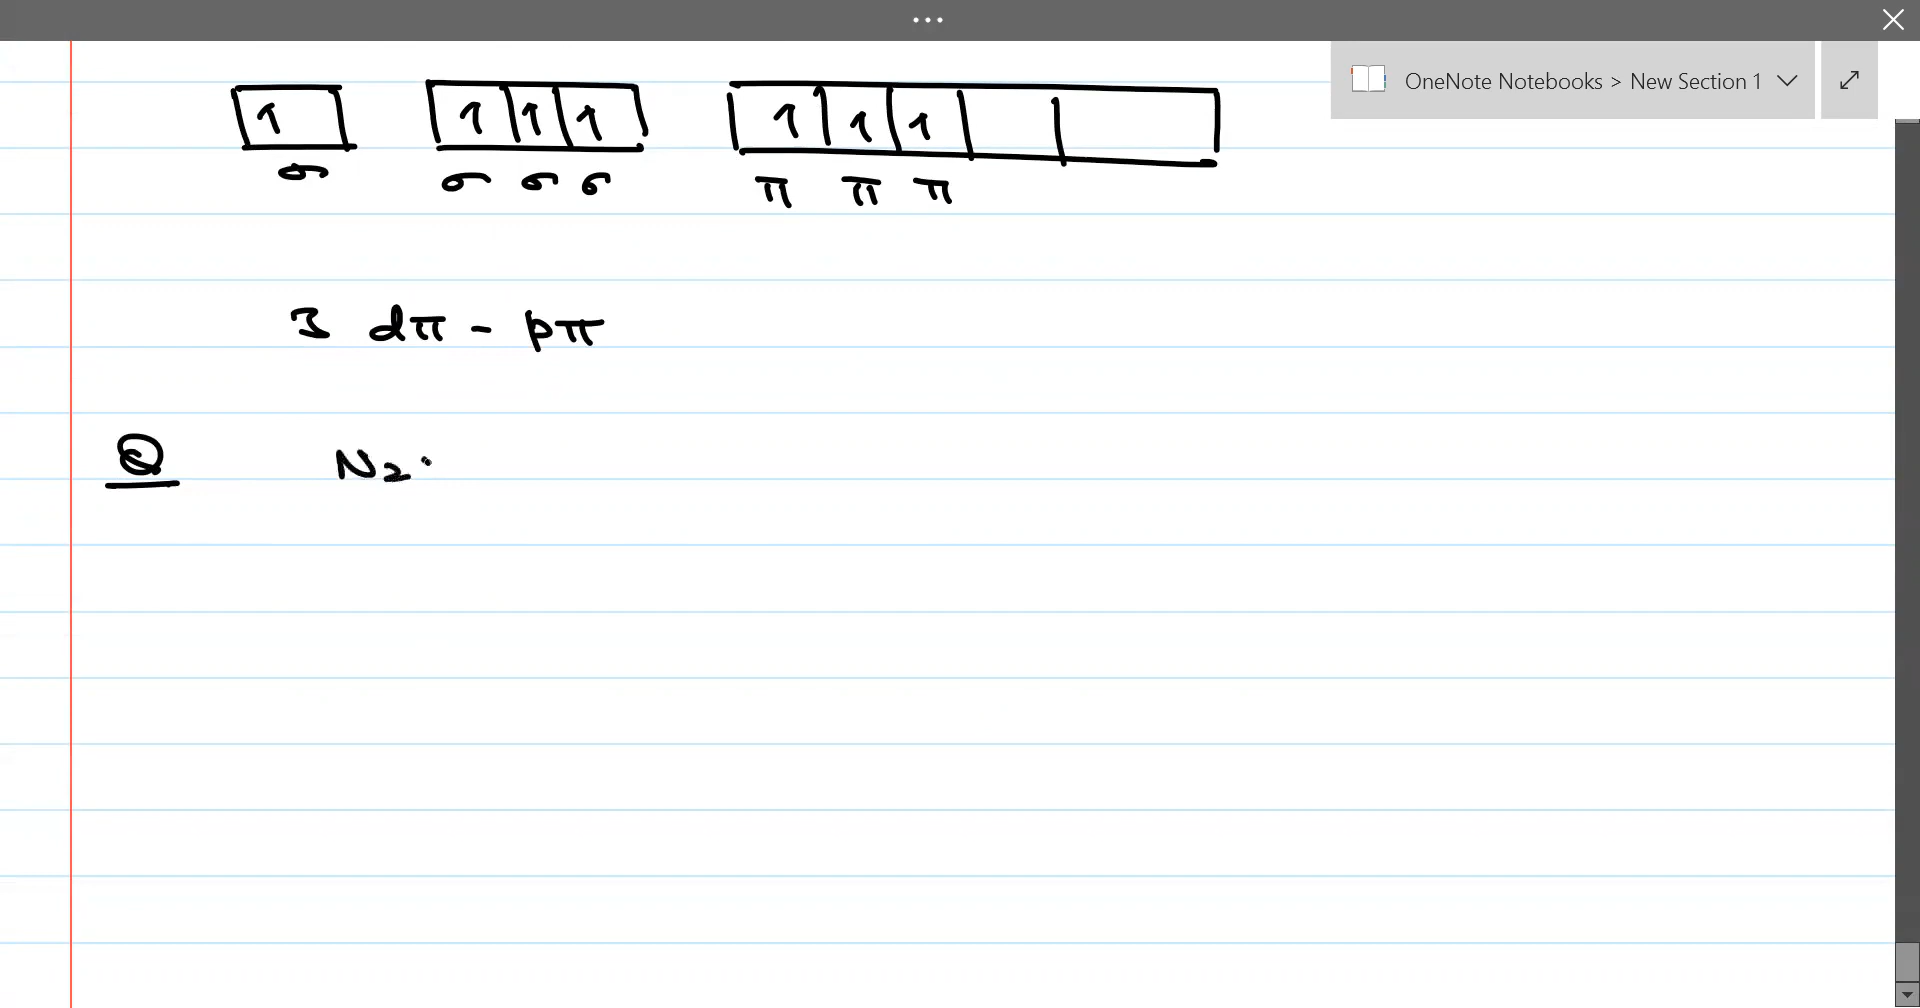 ...
OneNote Notebooks > New Section 1
1 1 1 1 1 1 1
σ σ σ σ π π π
3 dπ - pπ
Q N₂.